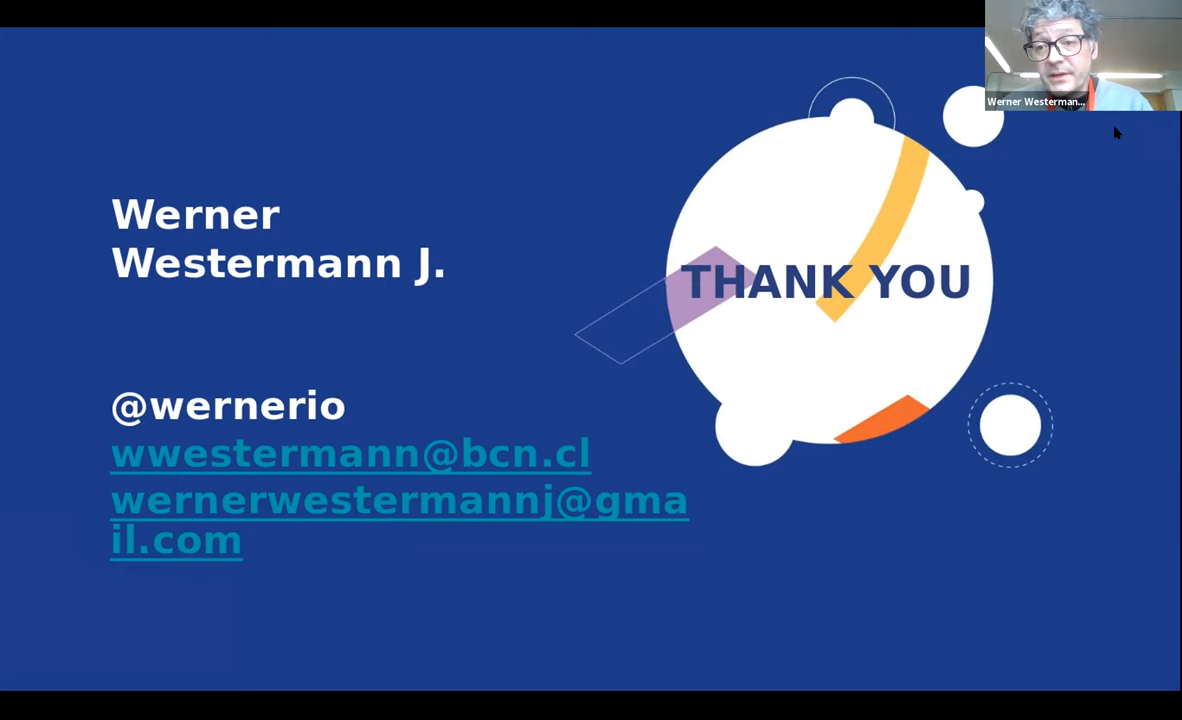 Werner Westerman...
Werner
Westermann J.
THANK YOU
@wernerio
wwestermann@bcn.cl
wernerwestermannj@gma
il.com